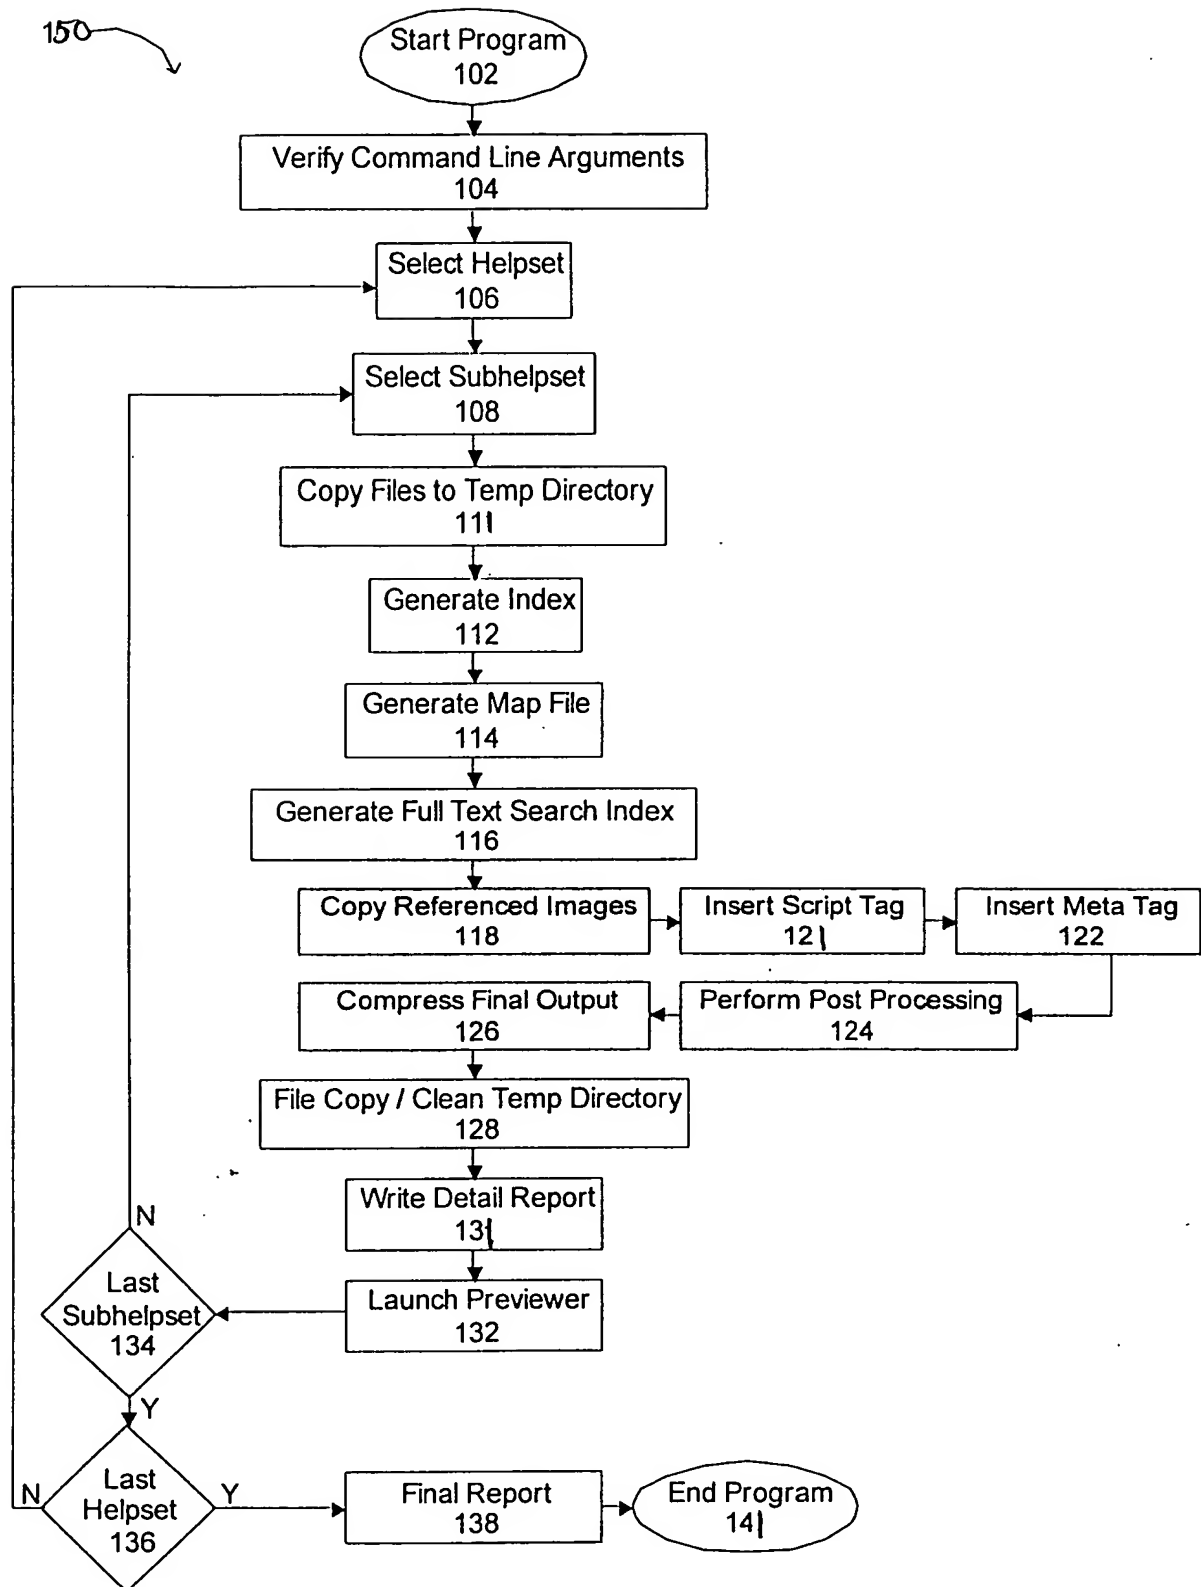 150
Start Program
102
Verify Command Line Arguments
104
Select Helpset
106
Select Subhelpset
108
Copy Files to Temp Directory
111
Generate Index
112
Generate Map File
114
Generate Full Text Search Index
116
Copy Referenced Images
118
Insert Script Tag
121
Insert Meta Tag
122
Perform Post Processing
124
Compress Final Output
126
File Copy / Clean Temp Directory
128
Write Detail Report
131
Launch Previewer
132
N
Last
Subhelpset
134
Y
N
Last
Helpset
136
Y
Final Report
138
End Program
141